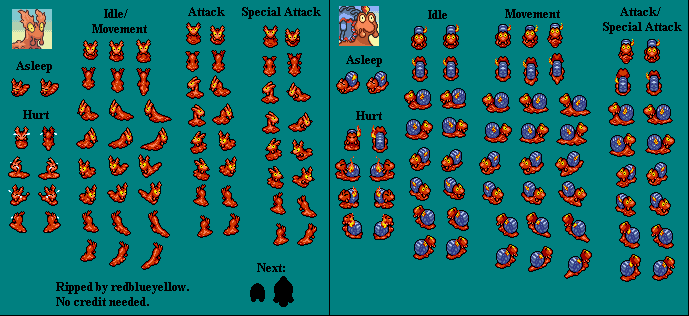 Idle/
Movement
Attack
Special Attack
Asleep
Hurt
Next:
Ripped by redblueyellow.
No credit needed.
Idle
Movement
Attack/
Special Attack
Asleep
Hurt